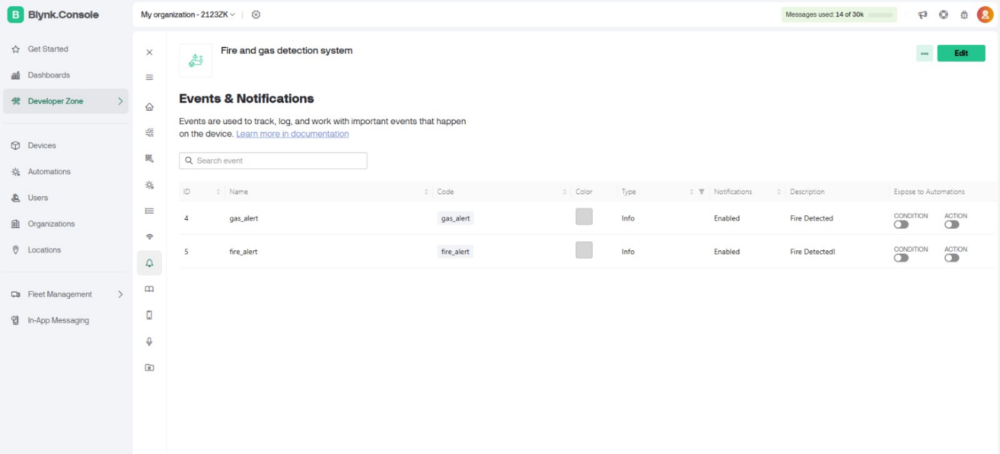 B Blynk.Console
My organization - 2123ZK
Messages used: 14 of 30k
Get Started
Dashboards
Developer Zone
Devices
Automations
Users
Organizations
Locations
Fleet Management
In-App Messaging
Fire and gas detection system
Edit
Events & Notifications
Events are used to track, log, and work with important events that happen
on the device. Learn more in documentation
Search event
ID Name Code Color Type Notifications Description Expose to Automations
4 gas_alert gas_alert Info Enabled Fire Detected CONDITION ACTION
5 fire_alert fire_alert Info Enabled Fire Detected! CONDITION ACTION